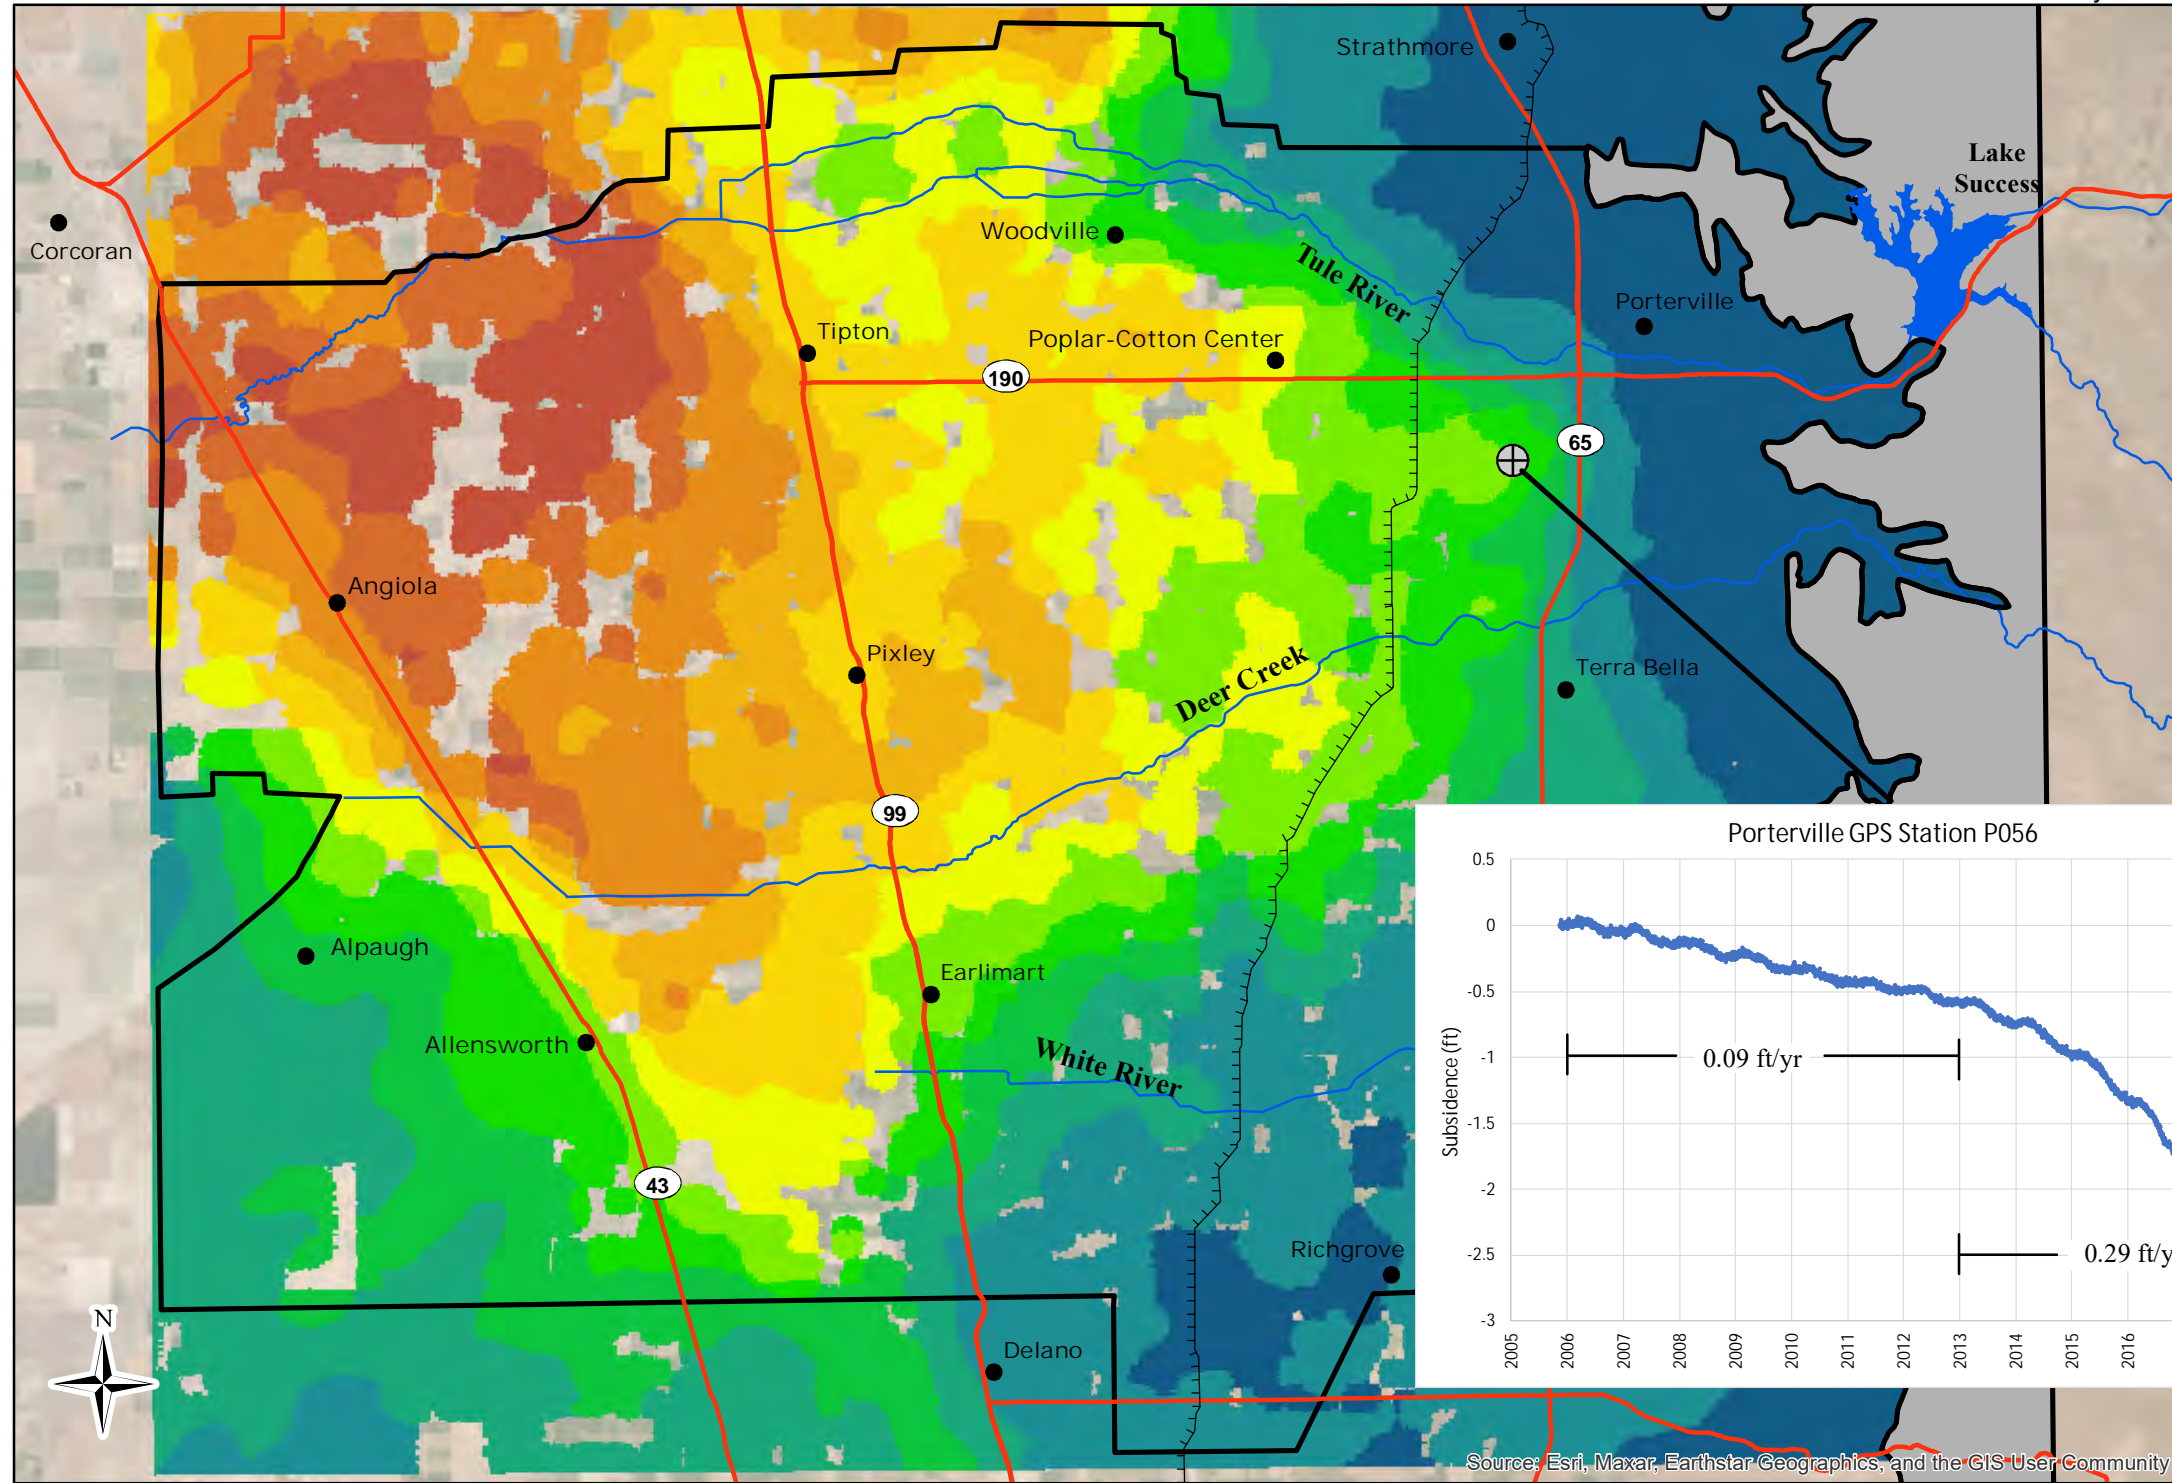 Strathmore
Lake
Success
Corcoran
Woodville
Tule River
Porterville
Tipton
Poplar-Cotton Center
190
65
Angiola
Pixley
Deer Creek
Terra Bella
99
Alpaugh
Earlimart
Allensworth
White River
43
Richgrove
Delano
N
Porterville GPS Station P056
Subsidence (ft)
0.5
0
-0.5
-1
-1.5
-2
-2.5
-3
0.09 ft/yr
0.29 ft/y
2005
2006
2007
2008
2009
2010
2011
2012
2013
2014
2015
2016
Source: Esri, Maxar, Earthstar Geographics, and the GIS User Community